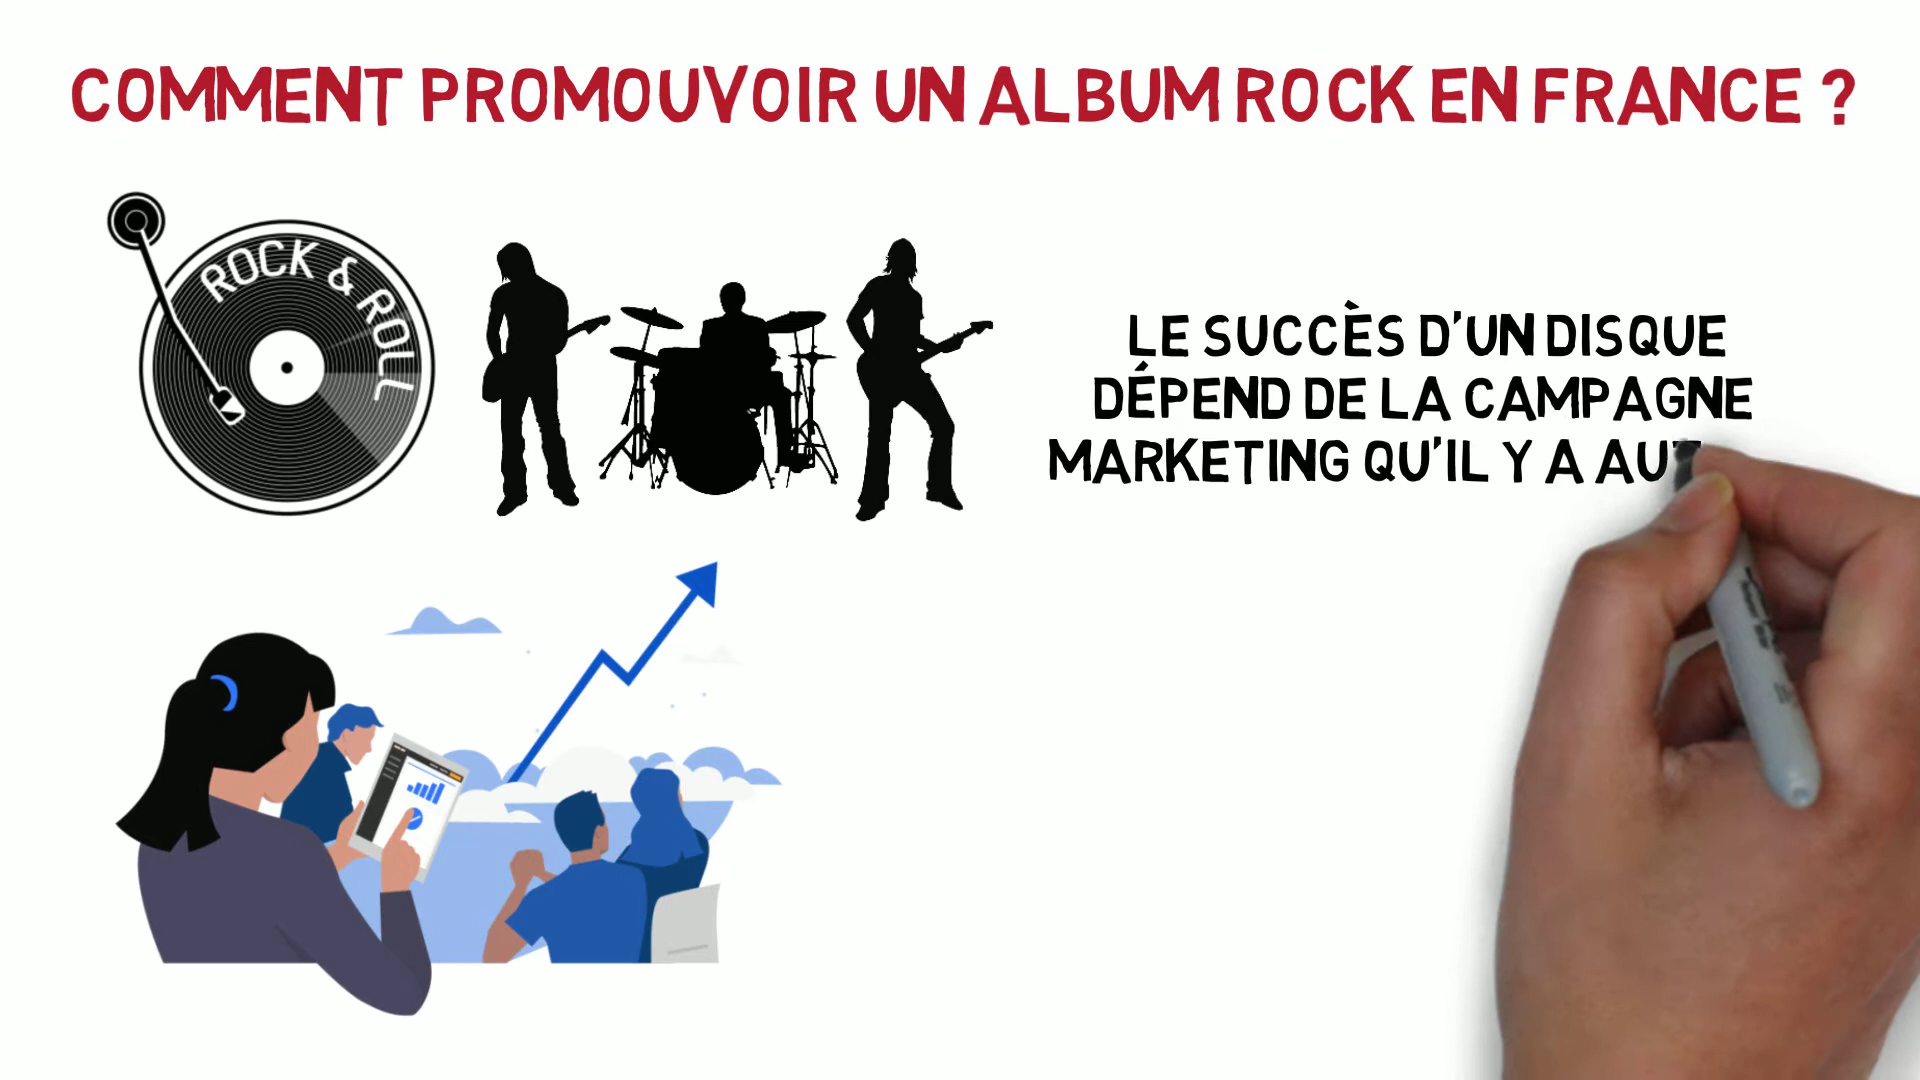 COMMENT PROMOUVOIR UN ALBUM ROCK EN FRANCE ?
ROCK & ROLL
LE SUCCÈS D'UN DISQUE
DÉPEND DE LA CAMPAGNE
MARKETING QU'IL Y A